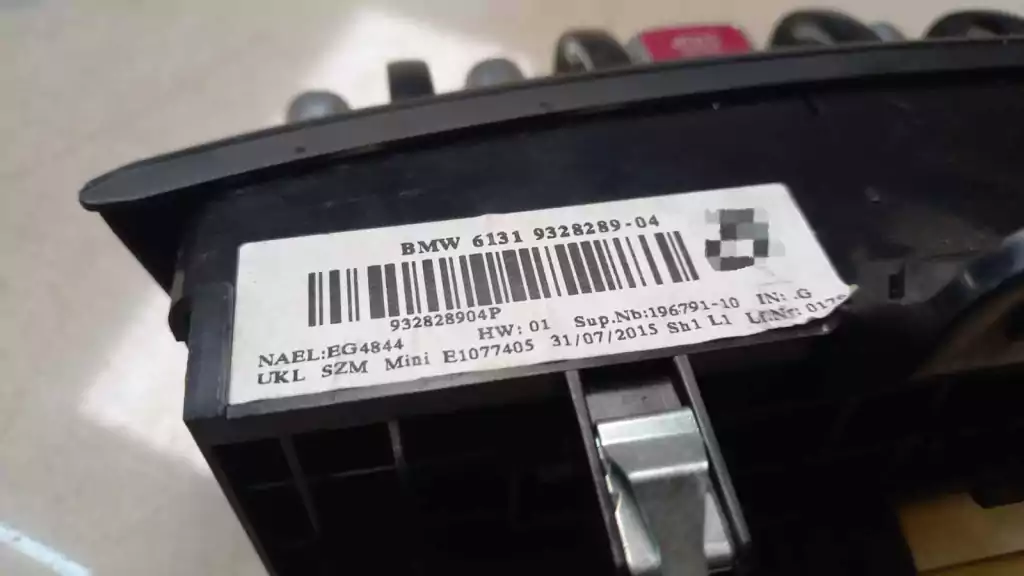 BMW 6131 9328289-04
932828904P
NAEL:EG4844 HW: 01 Sup.Nb:196791-10 IN: .G
UKL SZM Mini E1077405 31/07/2015 Sh1 L1